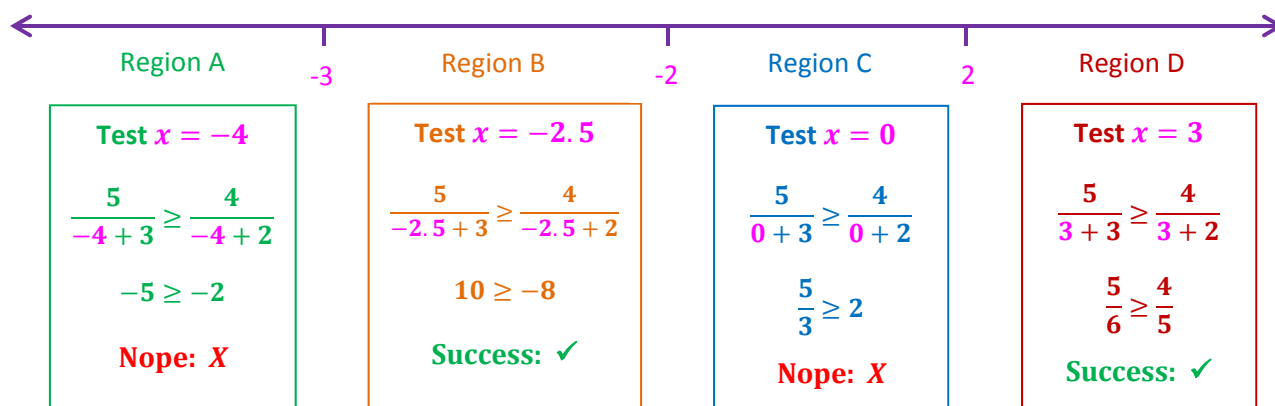 Region A Region B Region C Region D
-3 -2 2
Test x = −4
5/(−4 + 3) ≥ 4/(−4 + 2)
−5 ≥ −2
Nope: X
Test x = −2.5
5/(−2.5 + 3) ≥ 4/(−2.5 + 2)
10 ≥ −8
Success: ✓
Test x = 0
5/(0 + 3) ≥ 4/(0 + 2)
5/3 ≥ 2
Nope: X
Test x = 3
5/(3 + 3) ≥ 4/(3 + 2)
5/6 ≥ 4/5
Success: ✓